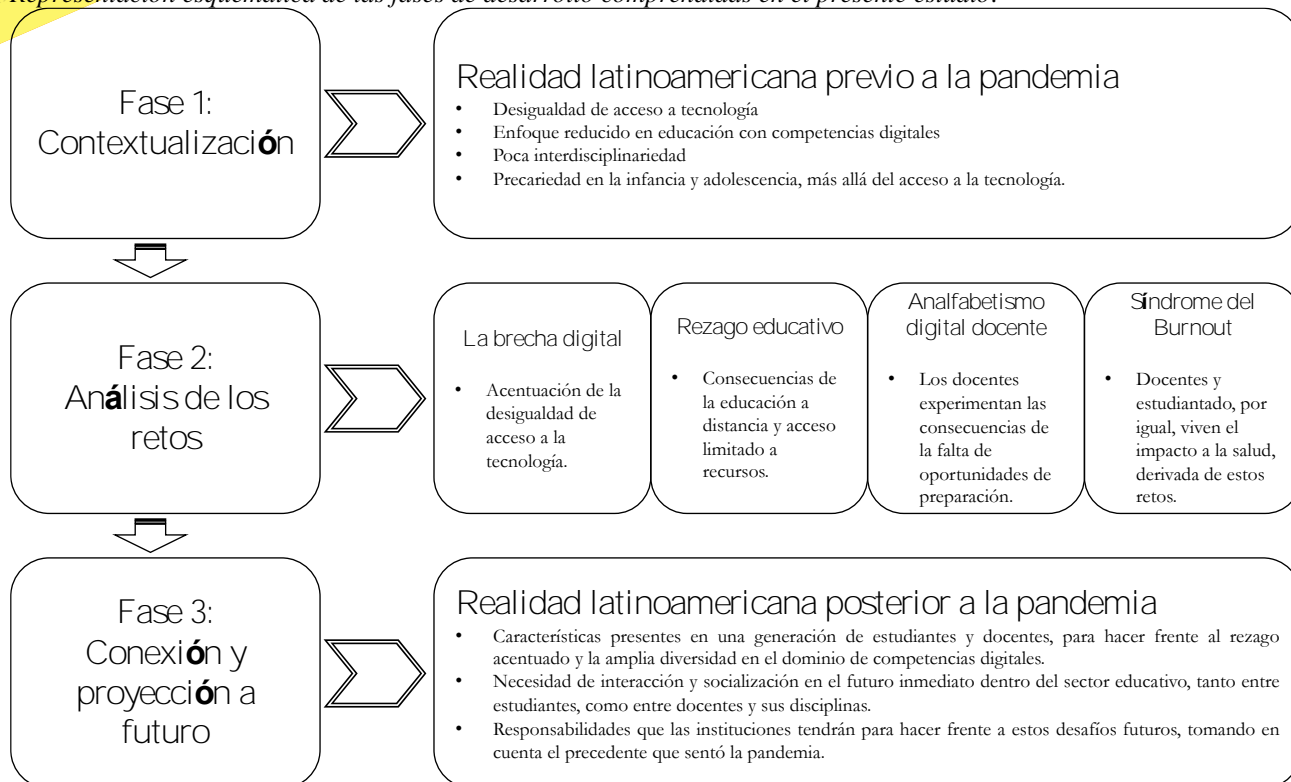 Representación esquemática de las fases de desarrollo comprendidas en el presente estudio.
Fase 1:
Contextualización
Realidad latinoamericana previo a la pandemia
• Desigualdad de acceso a tecnología
• Enfoque reducido en educación con competencias digitales
• Poca interdisciplinariedad
• Precariedad en la infancia y adolescencia, más allá del acceso a la tecnología.
Fase 2:
Análisis de los
retos
La brecha digital
• Acentuación de la
desigualdad de
acceso a la
tecnología.
Rezago educativo
• Consecuencias de
la educación a
distancia y acceso
limitado a
recursos.
Analfabetismo
digital docente
• Los docentes
experimentan las
consecuencias de
la falta de
oportunidades de
preparación.
Síndrome del
Burnout
• Docentes y
estudiantado, por
igual, viven el
impacto a la salud,
derivada de estos
retos.
Fase 3:
Conexión y
proyección a
futuro
Realidad latinoamericana posterior a la pandemia
• Características presentes en una generación de estudiantes y docentes, para hacer frente al rezago
acentuado y la amplia diversidad en el dominio de competencias digitales.
• Necesidad de interacción y socialización en el futuro inmediato dentro del sector educativo, tanto entre
estudiantes, como entre docentes y sus disciplinas.
• Responsabilidades que las instituciones tendrán para hacer frente a estos desafíos futuros, tomando en
cuenta el precedente que sentó la pandemia.